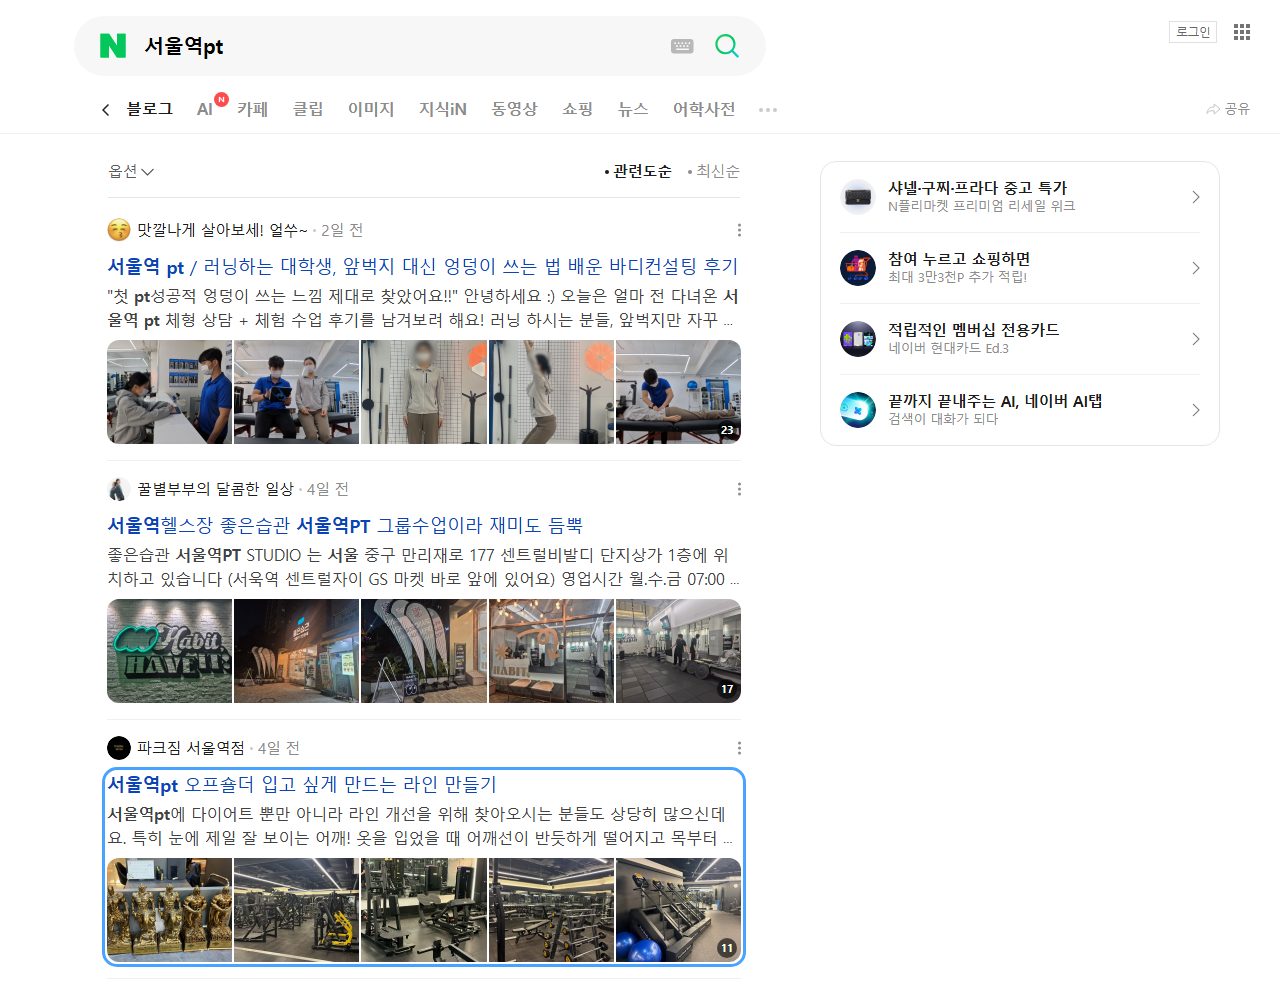 서울역pt
로그인
블로그 AI N 카페 클립 이미지 지식iN 동영상 쇼핑 뉴스 어학사전
공유
옵션
• 관련도순 • 최신순
맛깔나게 살아보세! 얼쑤~ · 2일 전
서울역 pt / 러닝하는 대학생, 앞벅지 대신 엉덩이 쓰는 법 배운 바디컨설팅 후기
"첫 pt성공적 엉덩이 쓰는 느낌 제대로 찾았어요!!" 안녕하세요 :) 오늘은 얼마 전 다녀온 서
울역 pt 체형 상담 + 체험 수업 후기를 남겨보려 해요! 러닝 하시는 분들, 앞벅지만 자꾸 ...
23
꿀별부부의 달콤한 일상 · 4일 전
서울역헬스장 좋은습관 서울역PT 그룹수업이라 재미도 듬뿍
좋은습관 서울역PT STUDIO 는 서울 중구 만리재로 177 센트럴비발디 단지상가 1층에 위
치하고 있습니다 (서욱역 센트럴자이 GS 마켓 바로 앞에 있어요) 영업시간 월.수.금 07:00 ...
Habit.
HAVE IT.
HABIT
17
파크짐 서울역점 · 4일 전
서울역pt 오프숄더 입고 싶게 만드는 라인 만들기
서울역pt에 다이어트 뿐만 아니라 라인 개선을 위해 찾아오시는 분들도 상당히 많으신데
요. 특히 눈에 제일 잘 보이는 어깨! 옷을 입었을 때 어깨선이 반듯하게 떨어지고 목부터 ...
11
샤넬·구찌·프라다 중고 특가
N플리마켓 프리미엄 리세일 위크
참여 누르고 쇼핑하면
최대 3만3천P 추가 적립!
적립적인 멤버십 전용카드
네이버 현대카드 Ed.3
끝까지 끝내주는 AI, 네이버 AI탭
검색이 대화가 되다